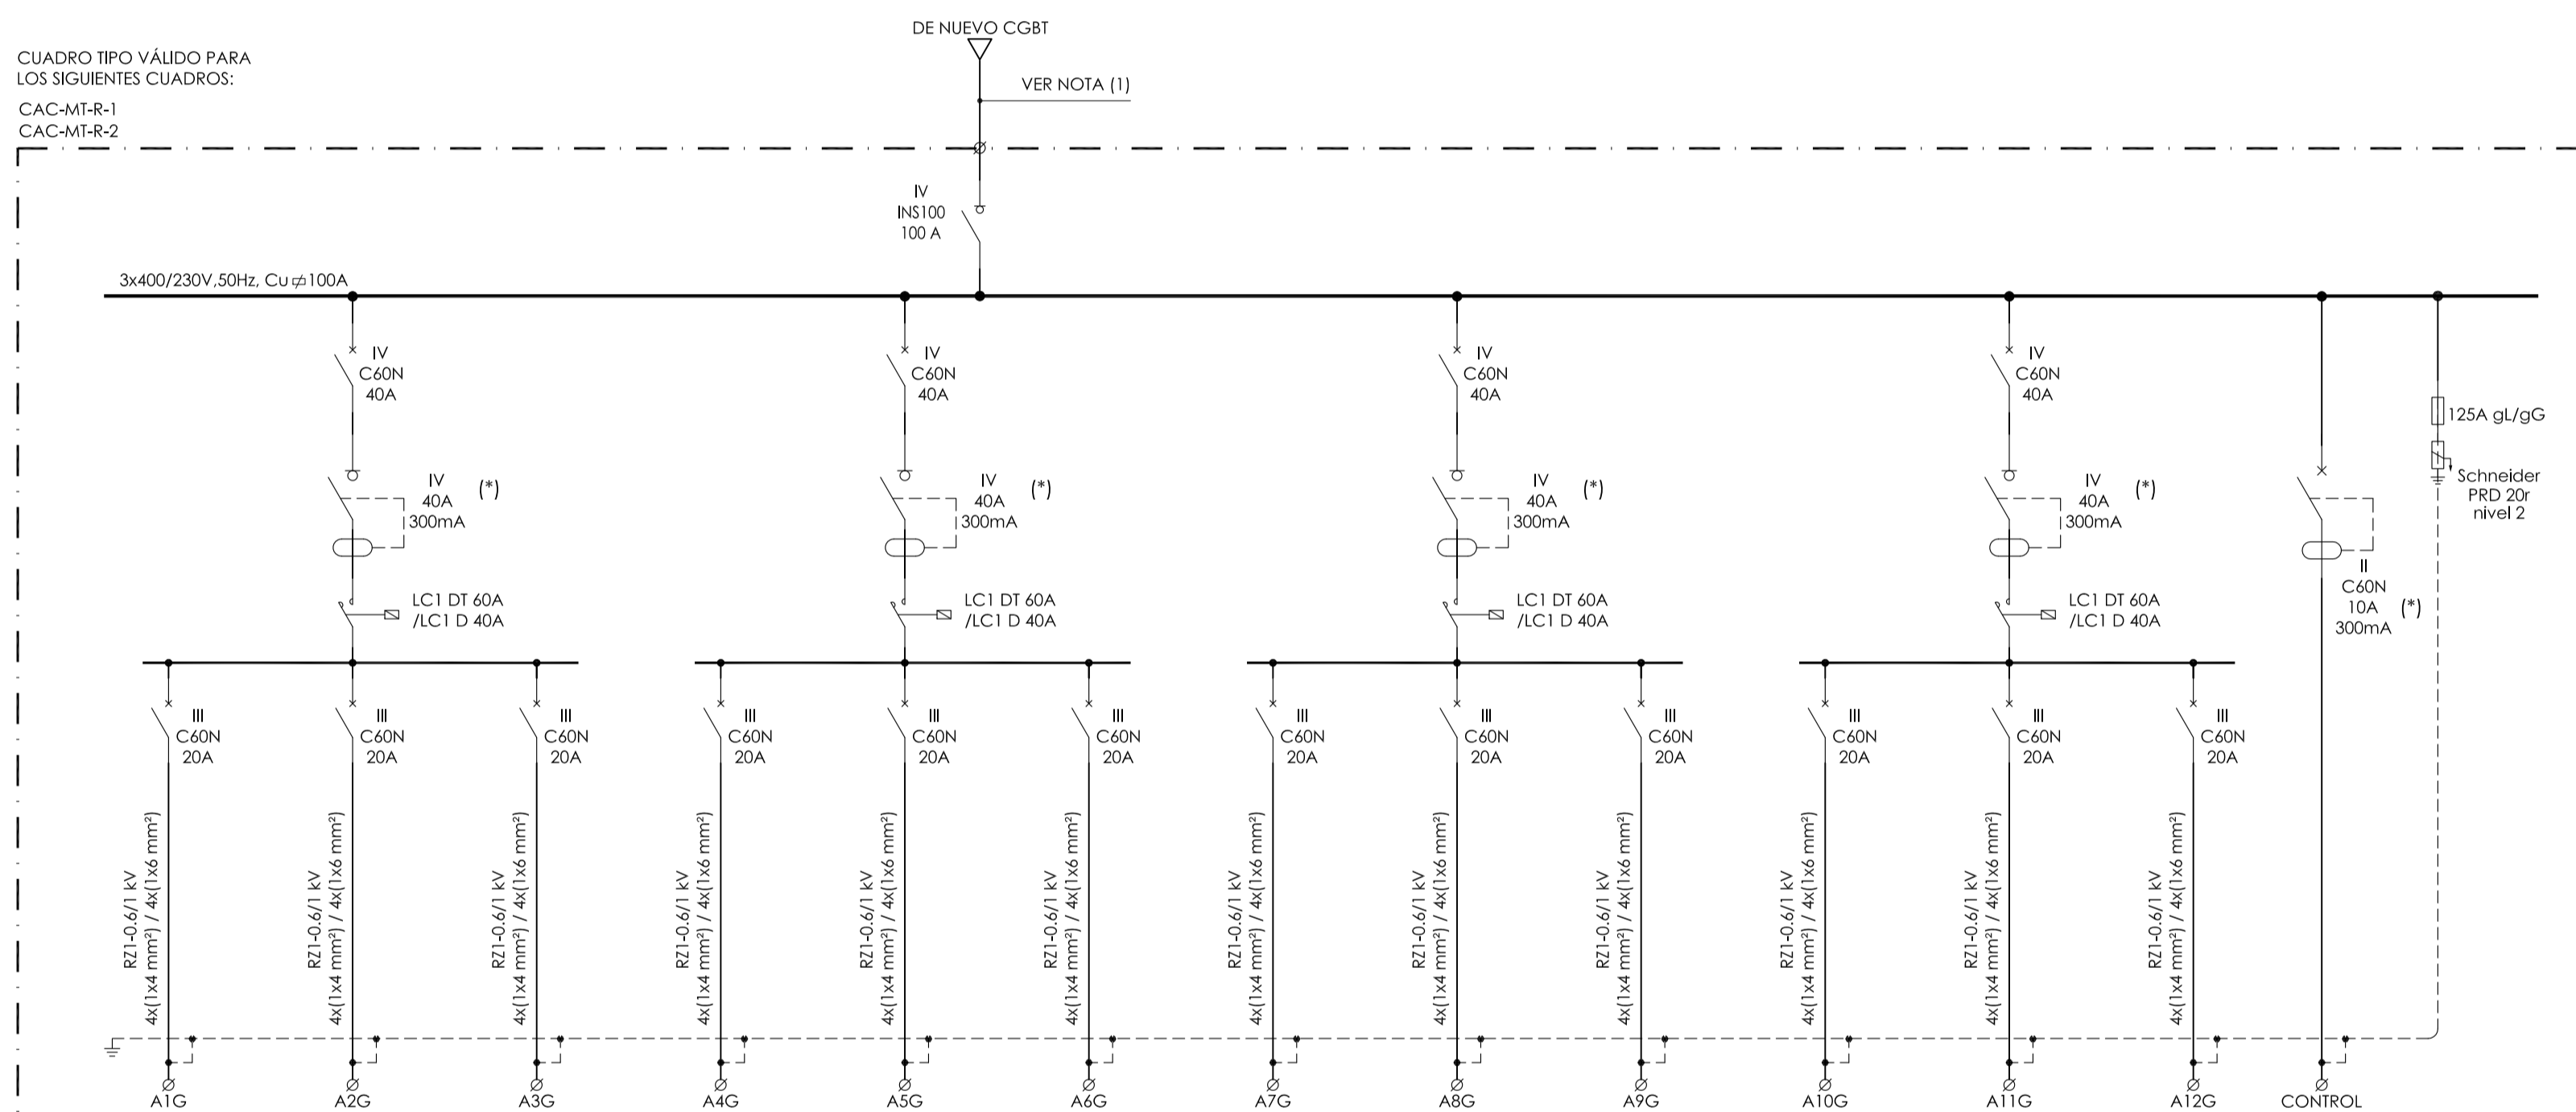 DE NUEVO CGBT
CUADRO TIPO VÁLIDO PARA
LOS SIGUIENTES CUADROS:
VER NOTA (1)
CAC-MT-R-1
CAC-MT-R-2
IV
INS100
100 A
3x400/230V,50Hz, Cu 100A
IV
C60N
40A
IV
C60N
40A
IV
C60N
40A
IV
C60N
40A
125A gL/gG
Schneider
PRD 20r
nivel 2
IV
40A (*)
300mA
IV
40A (*)
300mA
IV
40A (*)
300mA
IV
40A (*)
300mA
II
C60N
10A (*)
300mA
LC1 DT 60A
/LC1 D 40A
LC1 DT 60A
/LC1 D 40A
LC1 DT 60A
/LC1 D 40A
LC1 DT 60A
/LC1 D 40A
III
C60N
20A
III
C60N
20A
III
C60N
20A
III
C60N
20A
III
C60N
20A
III
C60N
20A
III
C60N
20A
III
C60N
20A
III
C60N
20A
III
C60N
20A
III
C60N
20A
III
C60N
20A
RZ1-0.6/1 kV
4x(1x4 mm²) / 4x(1x6 mm²)
RZ1-0.6/1 kV
4x(1x4 mm²) / 4x(1x6 mm²)
RZ1-0.6/1 kV
4x(1x4 mm²) / 4x(1x6 mm²)
RZ1-0.6/1 kV
4x(1x4 mm²) / 4x(1x6 mm²)
RZ1-0.6/1 kV
4x(1x4 mm²) / 4x(1x6 mm²)
RZ1-0.6/1 kV
4x(1x4 mm²) / 4x(1x6 mm²)
RZ1-0.6/1 kV
4x(1x4 mm²) / 4x(1x6 mm²)
RZ1-0.6/1 kV
4x(1x4 mm²) / 4x(1x6 mm²)
RZ1-0.6/1 kV
4x(1x4 mm²) / 4x(1x6 mm²)
RZ1-0.6/1 kV
4x(1x4 mm²) / 4x(1x6 mm²)
RZ1-0.6/1 kV
4x(1x4 mm²) / 4x(1x6 mm²)
RZ1-0.6/1 kV
4x(1x4 mm²) / 4x(1x6 mm²)
A1G
A2G
A3G
A4G
A5G
A6G
A7G
A8G
A9G
A10G
A11G
A12G
CONTROL